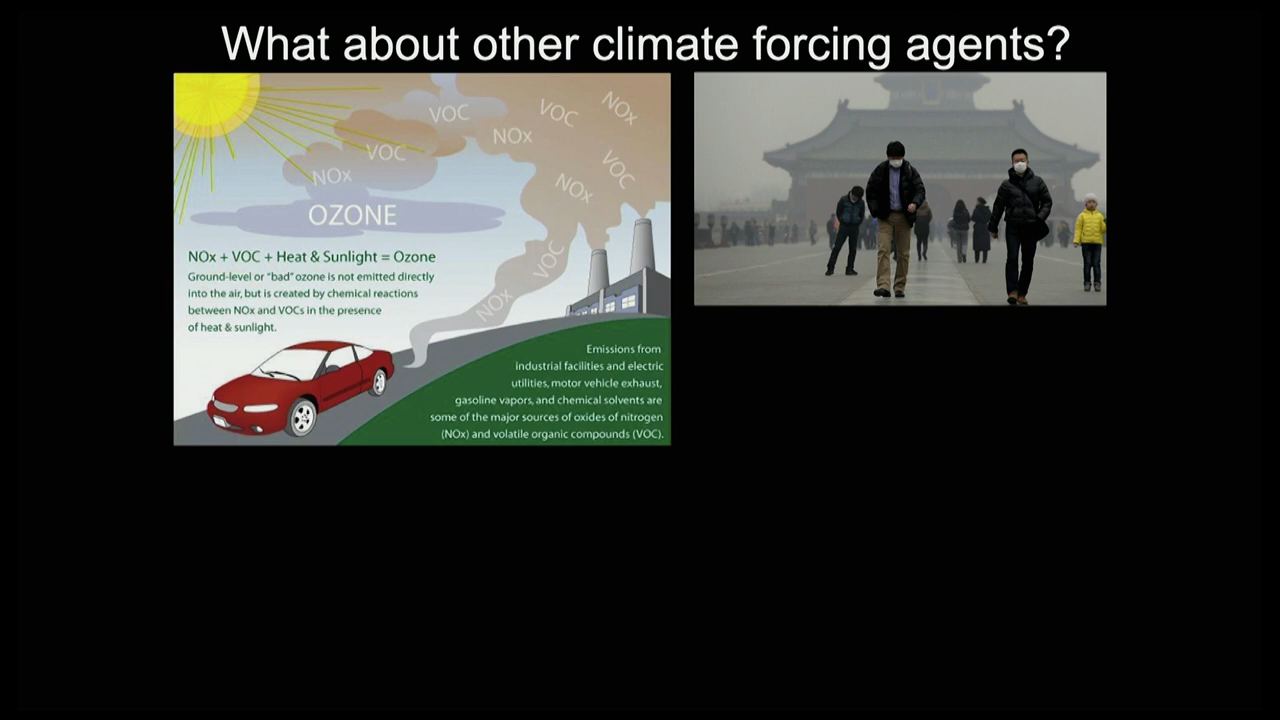 What about other climate forcing agents?
VOC
VOC
NOx
NOx
VOC
NOx
VOC
NOx
OZONE
VOC
NOx
NOx + VOC + Heat & Sunlight = Ozone
Ground-level or "bad" ozone is not emitted directly
into the air, but is created by chemical reactions
between NOx and VOCs in the presence
of heat & sunlight.
Emissions from
industrial facilities and electric
utilities, motor vehicle exhaust,
gasoline vapors, and chemical solvents are
some of the major sources of oxides of nitrogen
(NOx) and volatile organic compounds (VOC).